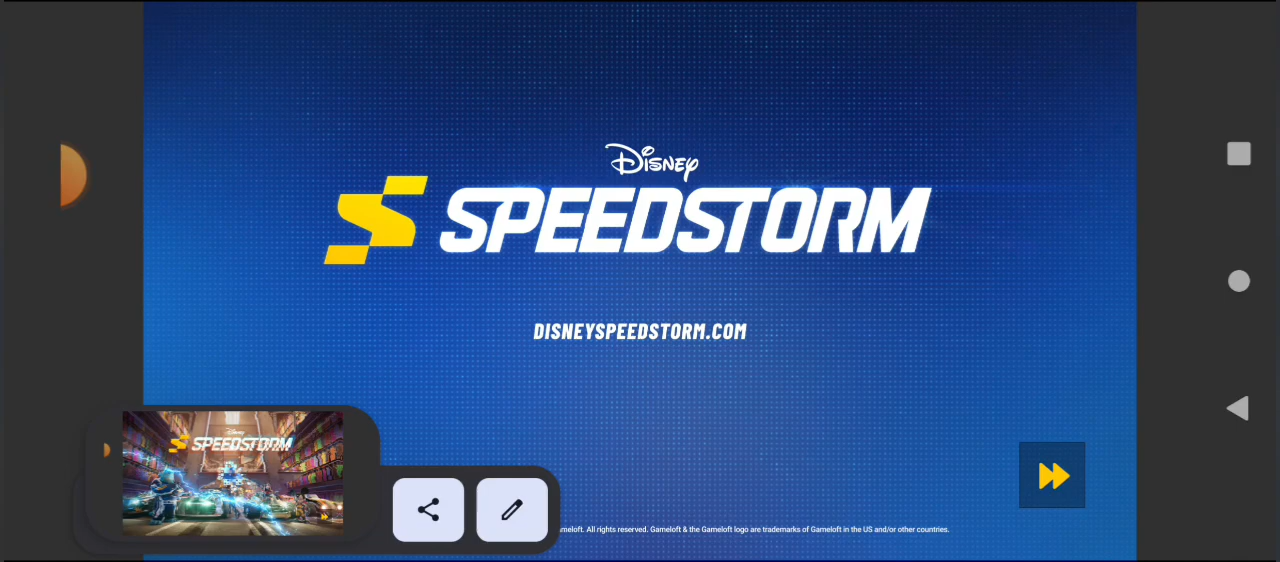 Disney
SPEEDSTORM
DISNEYSPEEDSTORM.COM
Disney
SPEEDSTORM
All rights reserved. Gameloft & the Gameloft logo are trademarks of Gameloft in the US and/or other countries.